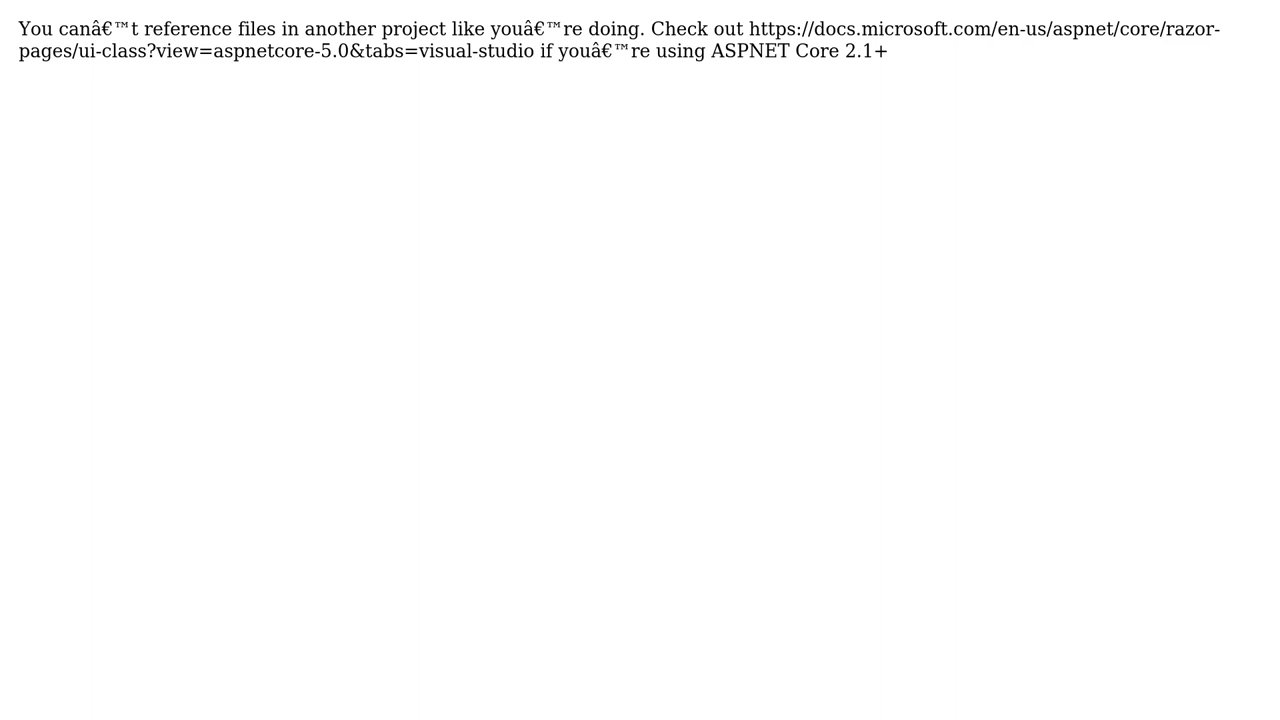 You canâ€™t reference files in another project like youâ€™re doing. Check out https://docs.microsoft.com/en-us/aspnet/core/razor-
pages/ui-class?view=aspnetcore-5.0&tabs=visual-studio if youâ€™re using ASPNET Core 2.1+